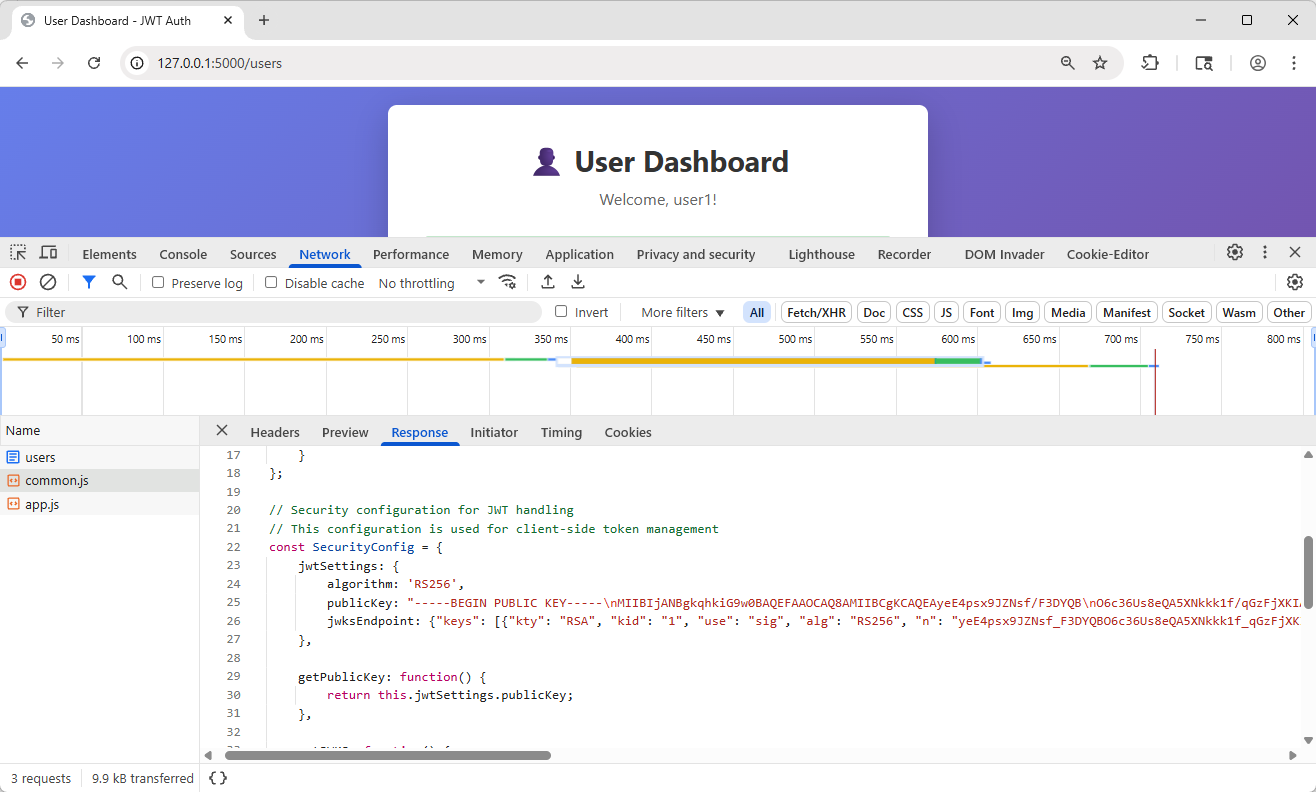 User Dashboard - JWT Auth
127.0.0.1:5000/users
User Dashboard
Welcome, user1!
Elements Console Sources Network Performance Memory Application Privacy and security Lighthouse Recorder DOM Invader Cookie-Editor
Preserve log Disable cache No throttling
Filter Invert More filters All Fetch/XHR Doc CSS JS Font Img Media Manifest Socket Wasm Other
50 ms 100 ms 150 ms 200 ms 250 ms 300 ms 350 ms 400 ms 450 ms 500 ms 550 ms 600 ms 650 ms 700 ms 750 ms 800 ms
Name
users
common.js
app.js
Headers Preview Response Initiator Timing Cookies
17 }
18 };
19
20 // Security configuration for JWT handling
21 // This configuration is used for client-side token management
22 const SecurityConfig = {
23 jwtSettings: {
24 algorithm: 'RS256',
25 publicKey: "-----BEGIN PUBLIC KEY-----\nMIIBIjANBgkqhkiG9w0BAQEFAAOCAQ8AMIIBCgKCAQEAyeE4psx9JZNsf/F3DYQB\nO6c36Us8eQA5XNkkk1f/qGzFjXKI
26 jwksEndpoint: {"keys": [{"kty": "RSA", "kid": "1", "use": "sig", "alg": "RS256", "n": "yeE4psx9JZNsf_F3DYQBO6c36Us8eQA5XNkkk1f_qGzFjXK
27 },
28
29 getPublicKey: function() {
30 return this.jwtSettings.publicKey;
31 },
32
3 requests 9.9 kB transferred {}